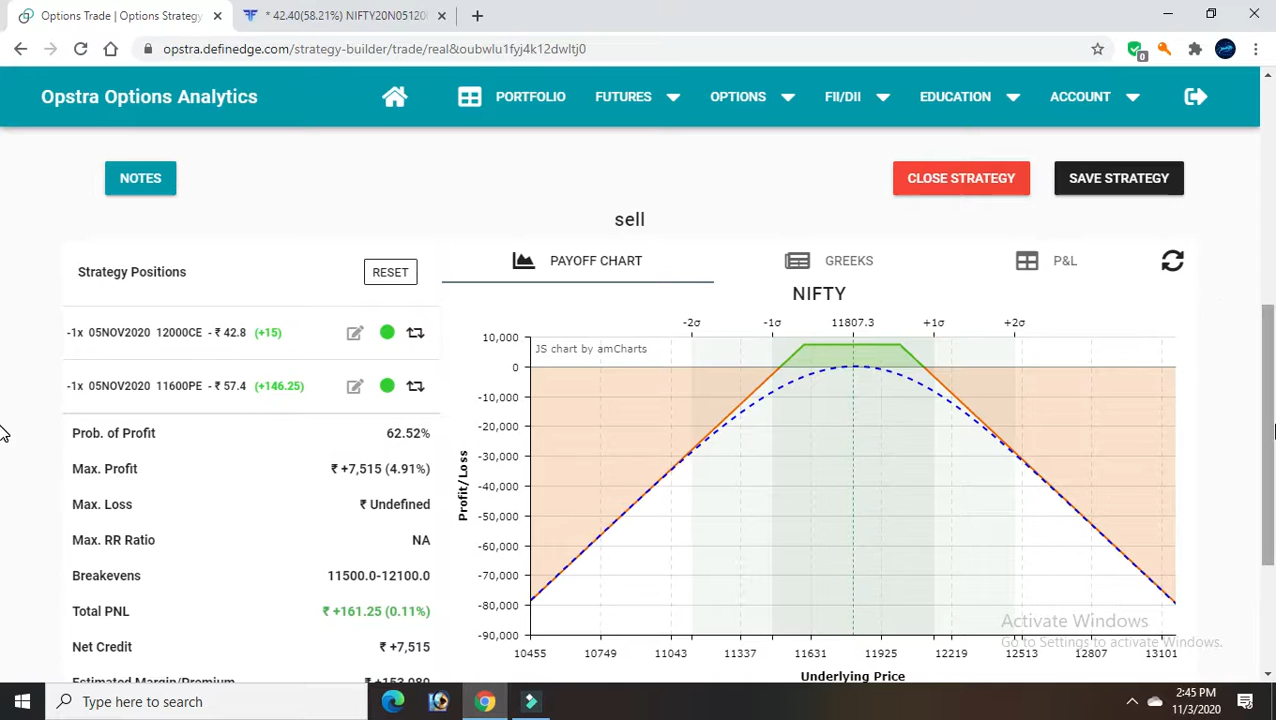 Options Trade | Options Strategy
* 42.40(58.21%) NIFTY20N05120
opstra.definedge.com/strategy-builder/trade/real&oubwlu1fyj4k12dwltj0
0
Opstra Options Analytics
PORTFOLIO
FUTURES
OPTIONS
FII/DII
EDUCATION
ACCOUNT
NOTES
CLOSE STRATEGY
SAVE STRATEGY
sell
Strategy Positions
RESET
PAYOFF CHART
GREEKS
P&L
NIFTY
-1x 05NOV2020 12000CE - ₹ 42.8 (+15)
-1x 05NOV2020 11600PE - ₹ 57.4 (+146.25)
Prob. of Profit 62.52%
Max. Profit ₹ +7,515 (4.91%)
Max. Loss ₹ Undefined
Max. RR Ratio NA
Breakevens 11500.0-12100.0
Total PNL ₹ +161.25 (0.11%)
Net Credit ₹ +7,515
Estimated Margin/Premium ₹ +153,080
-2σ -1σ 11807.3 +1σ +2σ
JS chart by amCharts
10,000
0
-10,000
-20,000
-30,000
-40,000
-50,000
-60,000
-70,000
-80,000
-90,000
Profit/Loss
10455 10749 11043 11337 11631 11925 12219 12513 12807 13101
Underlying Price
Activate Windows
Go to Settings to activate Windows.
Type here to search
2:45 PM
11/3/2020